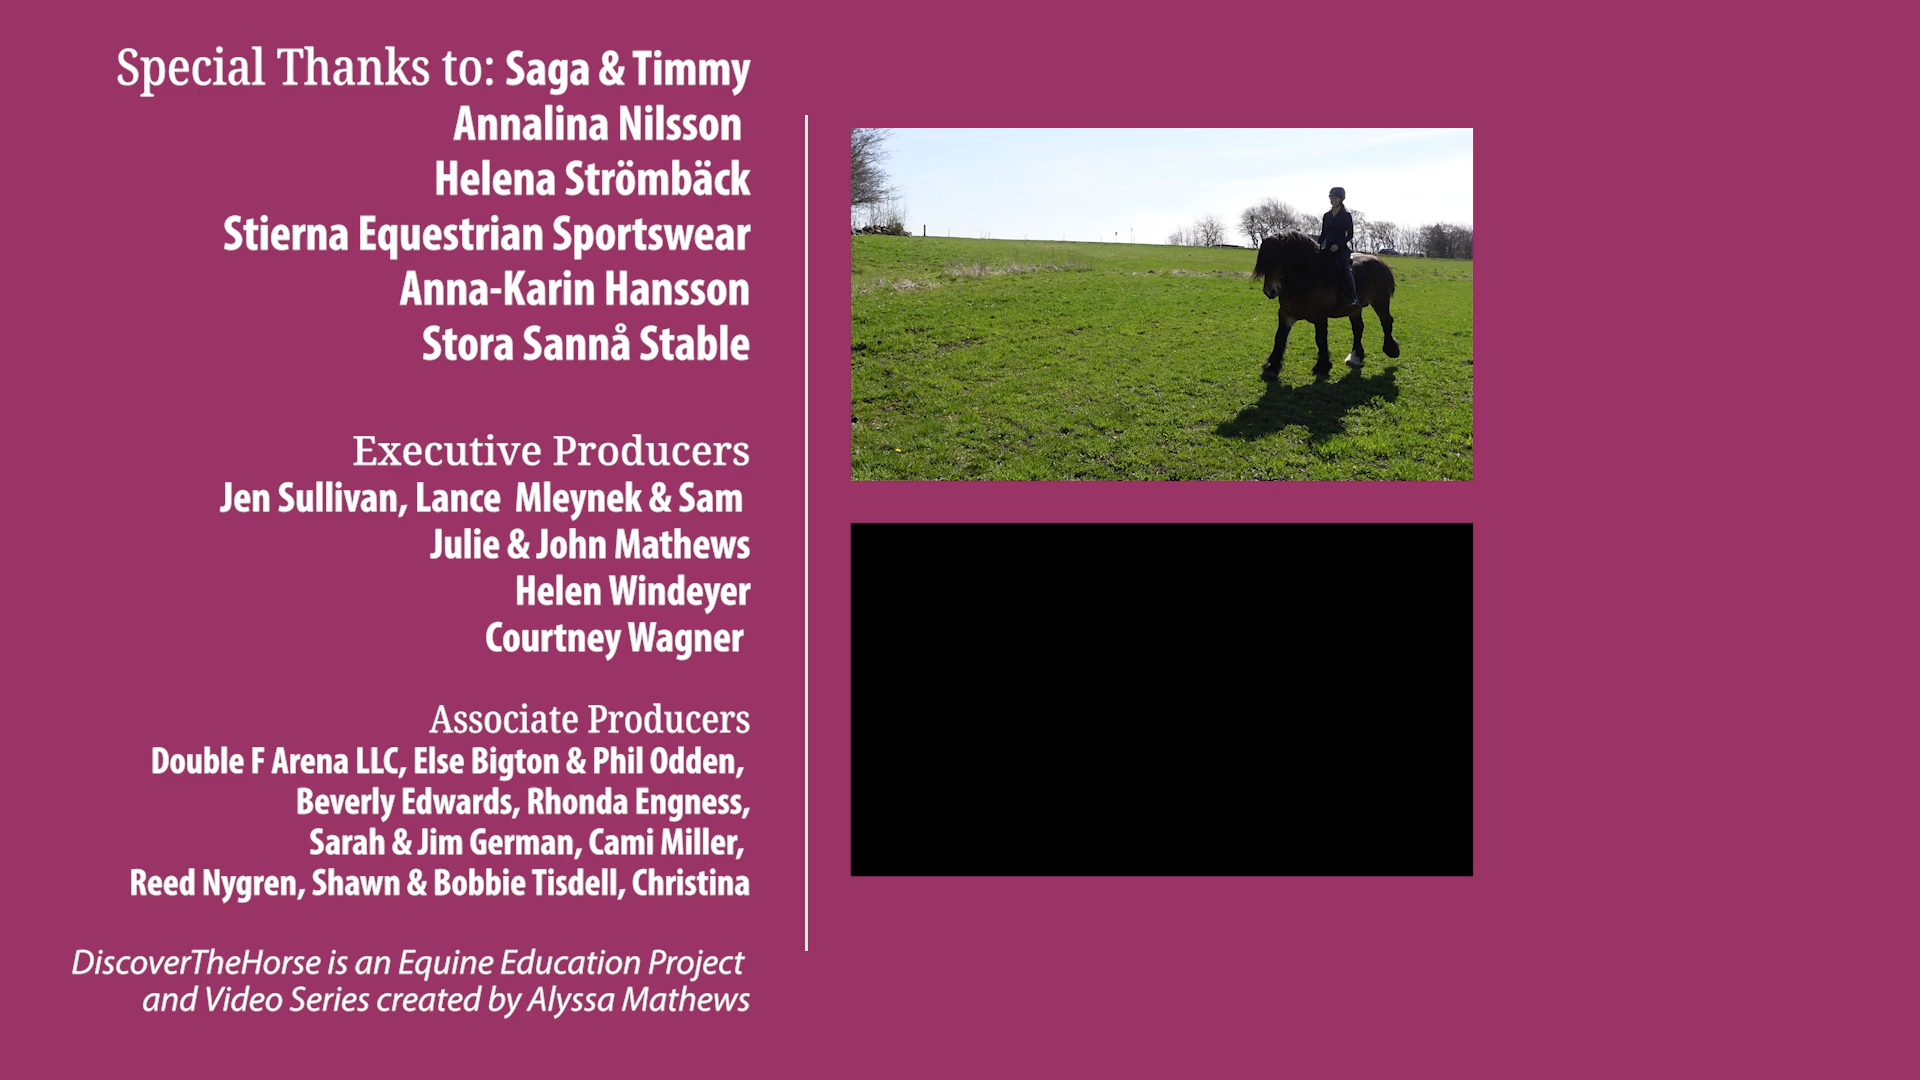 Special Thanks to: Saga & Timmy
Annalina Nilsson
Helena Strömbäck
Stierna Equestrian Sportswear
Anna-Karin Hansson
Stora Sannå Stable
Executive Producers
Jen Sullivan, Lance Mleynek & Sam
Julie & John Mathews
Helen Windeyer
Courtney Wagner
Associate Producers
Double F Arena LLC, Else Bigton & Phil Odden,
Beverly Edwards, Rhonda Engness,
Sarah & Jim German, Cami Miller,
Reed Nygren, Shawn & Bobbie Tisdell, Christina
DiscoverTheHorse is an Equine Education Project
and Video Series created by Alyssa Mathews